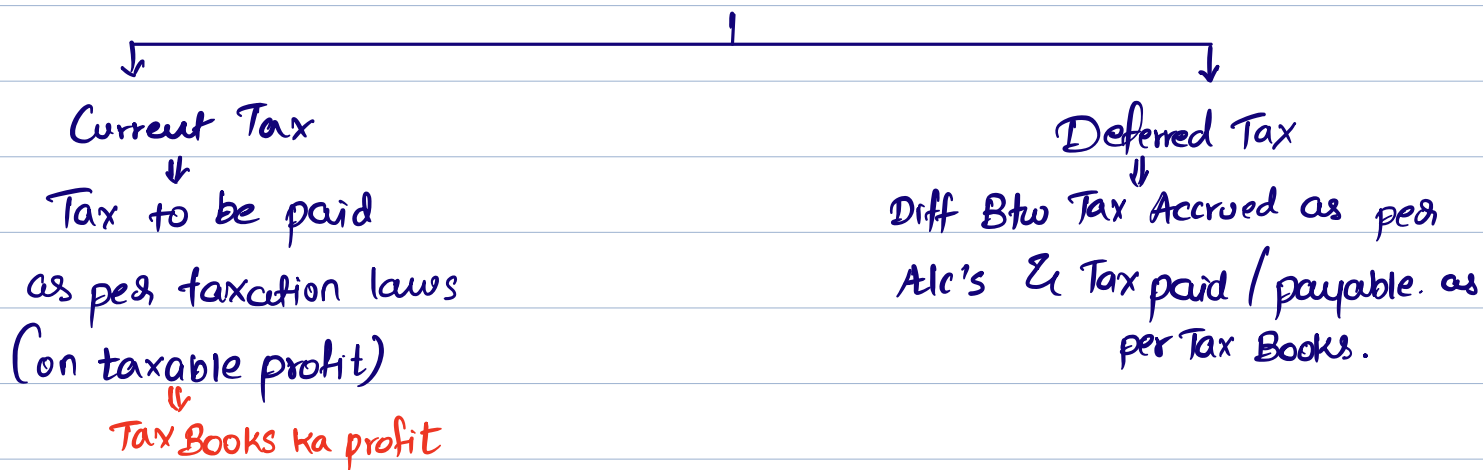 Current Tax
Tax to be paid
as per taxation laws
(on taxable profit)
Tax Books ka profit
Deferred Tax
Diff Btw Tax Accrued as per
A/c's & Tax paid / payable. as
per Tax Books.